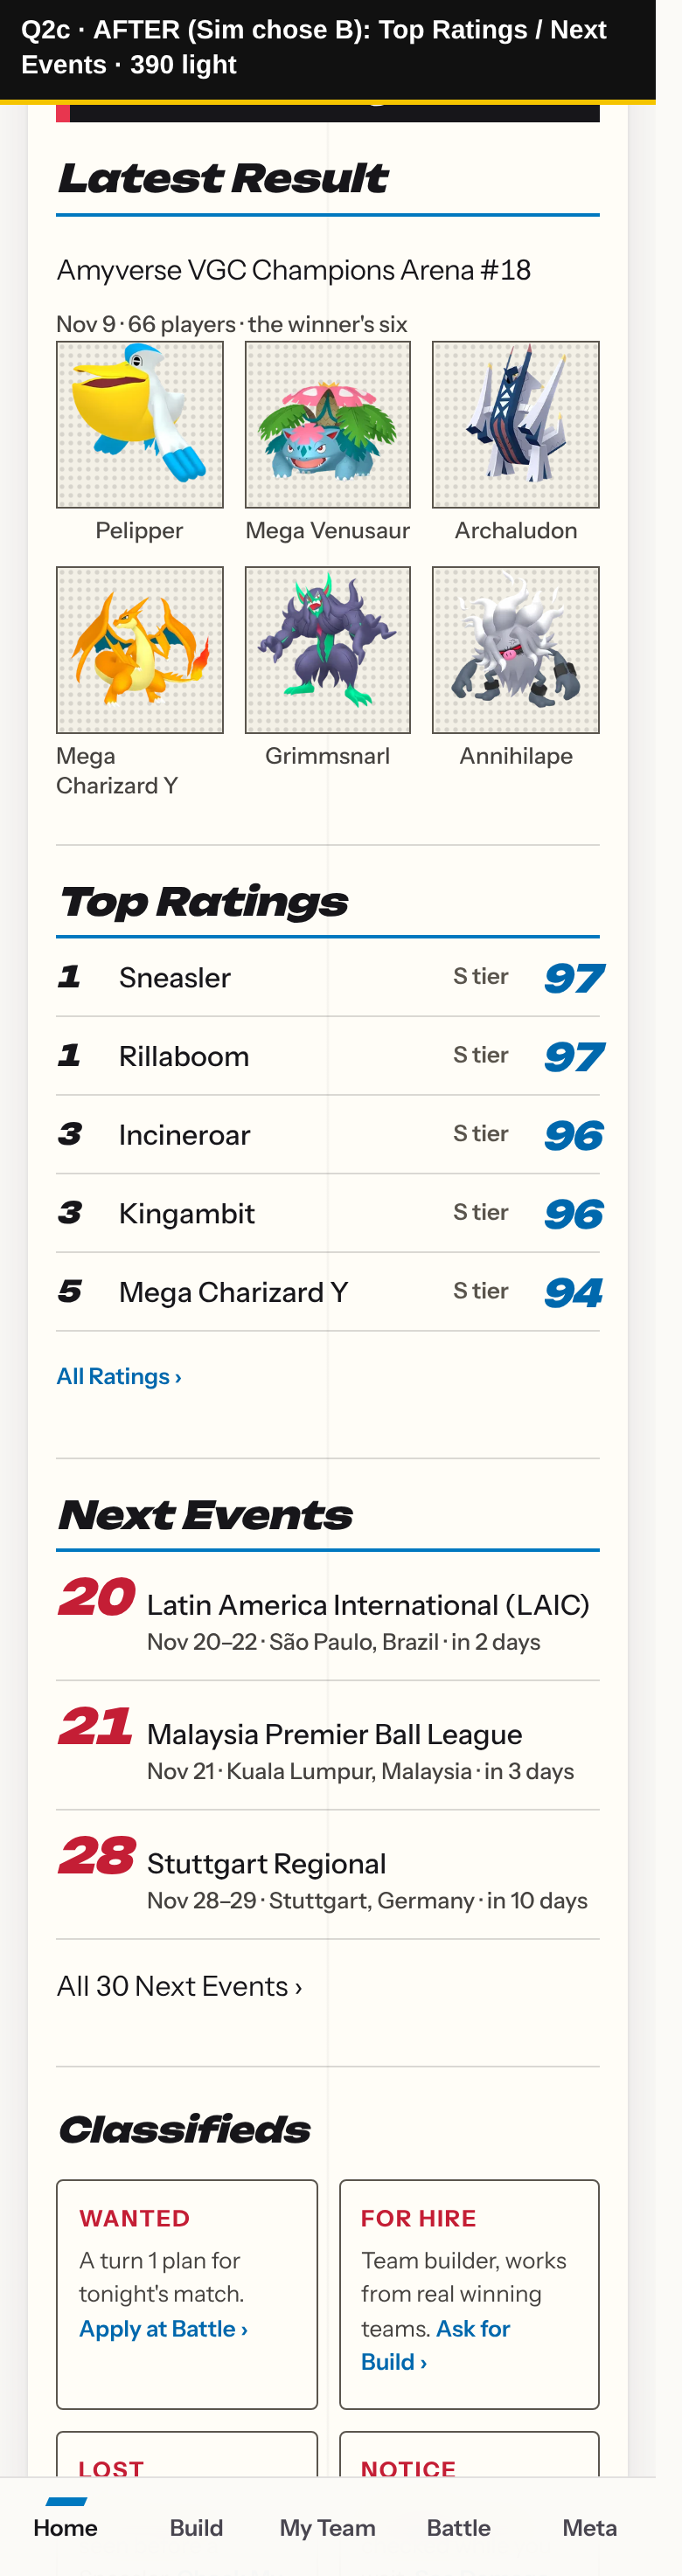 Q2c · AFTER (Sim chose B): Top Ratings / Next
Events · 390 light
Latest Result
Amyverse VGC Champions Arena #18
Nov 9 · 66 players · the winner's six
Pelipper
Mega Venusaur
Archaludon
Mega
Charizard Y
Grimmsnarl
Annihilape
Top Ratings
1 Sneasler S tier 97
1 Rillaboom S tier 97
3 Incineroar S tier 96
3 Kingambit S tier 96
5 Mega Charizard Y S tier 94
All Ratings ›
Next Events
20 Latin America International (LAIC)
Nov 20–22 · São Paulo, Brazil · in 2 days
21 Malaysia Premier Ball League
Nov 21 · Kuala Lumpur, Malaysia · in 3 days
28 Stuttgart Regional
Nov 28–29 · Stuttgart, Germany · in 10 days
All 30 Next Events ›
Classifieds
WANTED
A turn 1 plan for
tonight's match.
Apply at Battle ›
FOR HIRE
Team builder, works
from real winning
teams. Ask for
Build ›
LOST
NOTICE
Home
Build
My Team
Battle
Meta